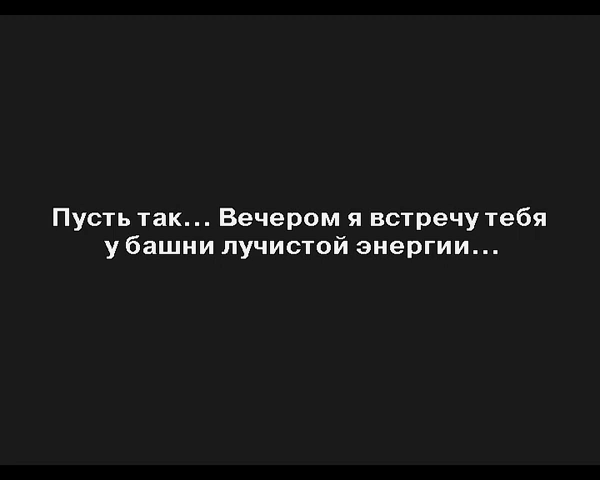 Пусть так... Вечером я встречу тебя
у башни лучистой энергии...